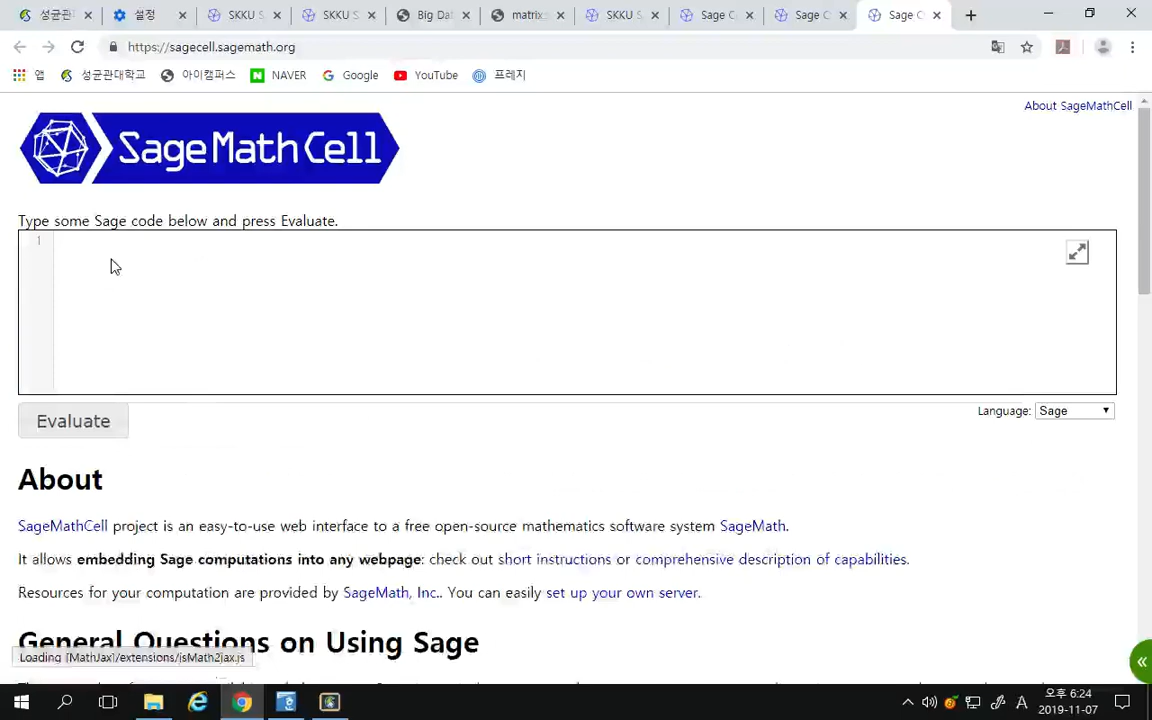 성균관대
설정
SKKU S
SKKU S
Big Dat
matrix
SKKU S
Sage C
Sage C
Sage C
https://sagecell.sagemath.org
앱
성균관대학교
아이캠퍼스
NAVER
Google
YouTube
프레지
About SageMathCell
SageMathCell
Type some Sage code below and press Evaluate.
1
Evaluate
Language: Sage
About
SageMathCell project is an easy-to-use web interface to a free open-source mathematics software system SageMath.
It allows embedding Sage computations into any webpage: check out short instructions or comprehensive description of capabilities.
Resources for your computation are provided by SageMath, Inc.. You can easily set up your own server.
General Questions on Using Sage
Loading [MathJax]/extensions/jsMath2jax.js
A
오후 6:24
2019-11-07